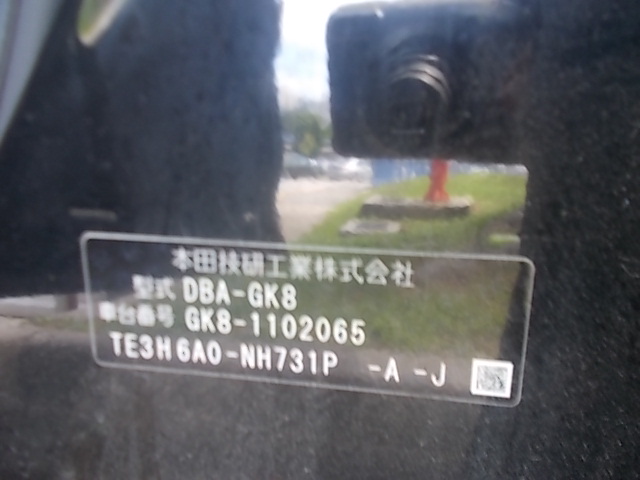 本田技研工業株式会社
型式 DBA-GK8
車台番号 GK8-1102065
TE3H6A0-NH731P -A -J